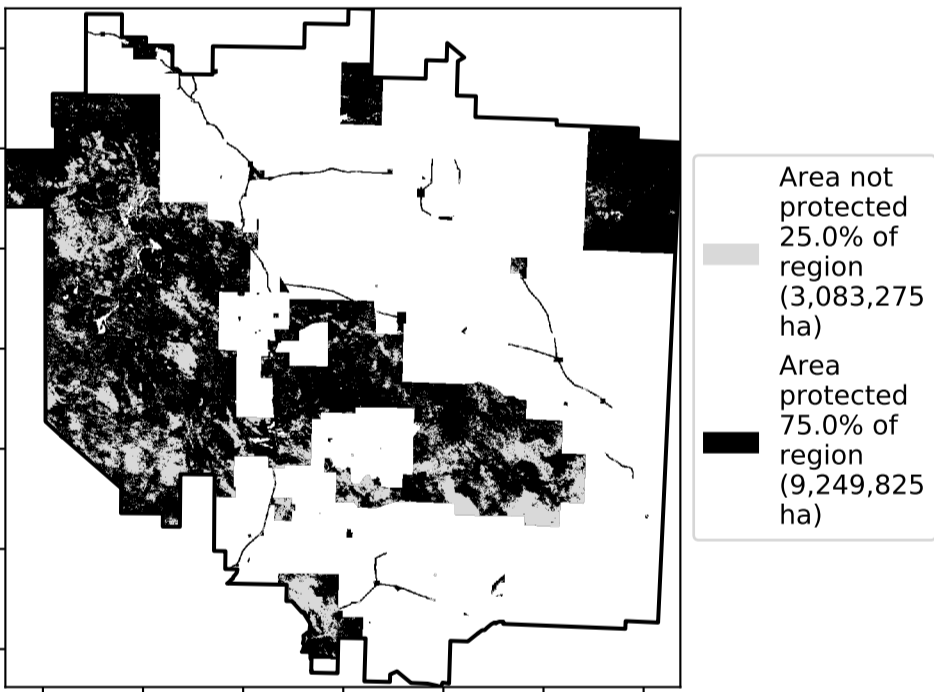 Area not
protected
25.0% of
region
(3,083,275
ha)
Area
protected
75.0% of
region
(9,249,825
ha)